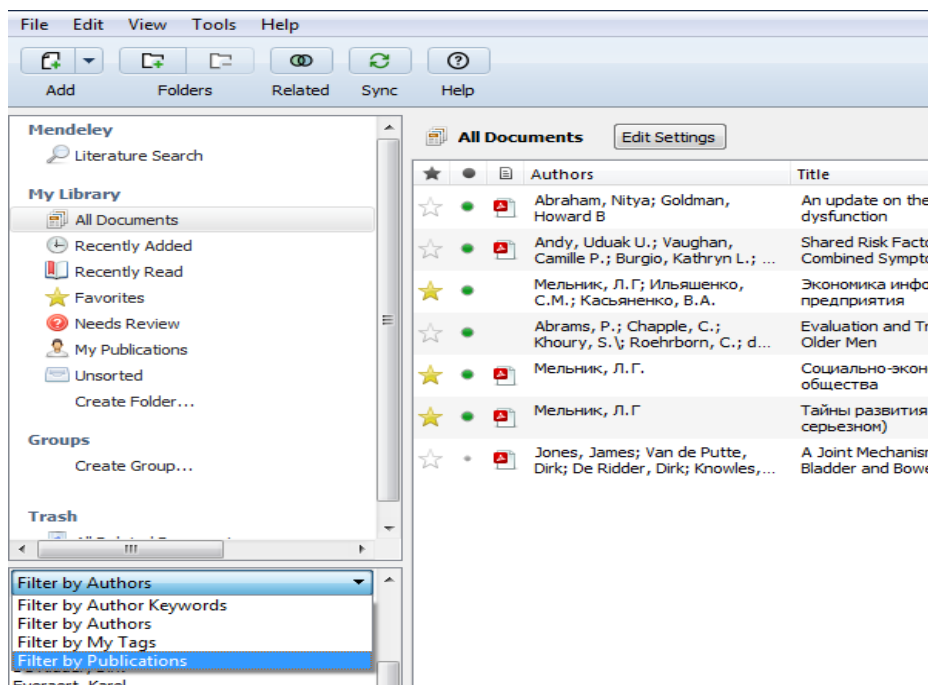 File Edit View Tools Help
Add Folders Related Sync Help
Mendeley
Literature Search
My Library
All Documents
Recently Added
Recently Read
Favorites
Needs Review
My Publications
Unsorted
Create Folder...
Groups
Create Group...
Trash
Filter by Authors
Filter by Author Keywords
Filter by Authors
Filter by My Tags
Filter by Publications
Everaert, Karel
All Documents Edit Settings
Authors Title
Abraham, Nitya; Goldman, An update on the
Howard B dysfunction
Andy, Uduak U.; Vaughan, Shared Risk Facto
Camille P.; Burgio, Kathryn L.; ... Combined Sympto
Мельник, Л.Г; Ильяшенко, Экономика инфо
С.М.; Касьяненко, В.А. предприятия
Abrams, P.; Chapple, C.; Evaluation and Tr
Khoury, S.\; Roehrborn, C.; d... Older Men
Мельник, Л.Г. Социально-экон
общества
Мельник, Л.Г Тайны развития
серьезном)
Jones, James; Van de Putte, A Joint Mechanism
Dirk; De Ridder, Dirk; Knowles,... Bladder and Bowe